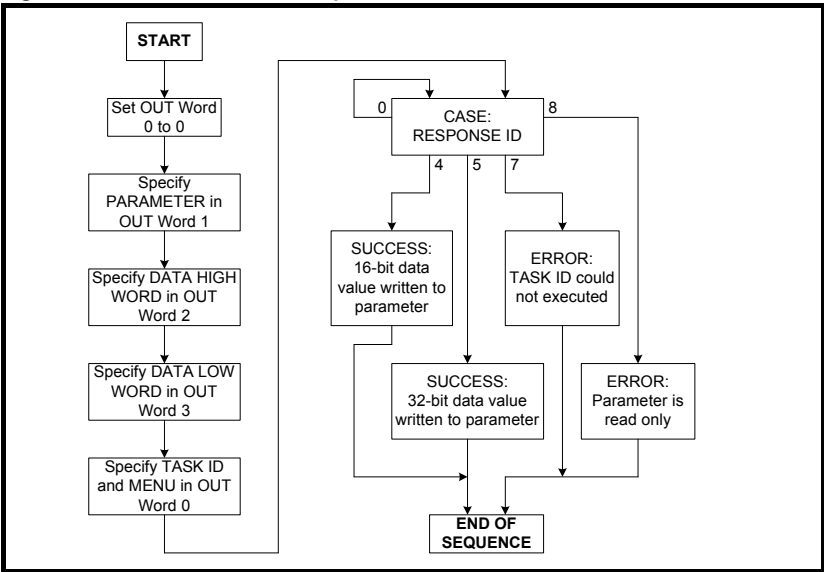 START
Set OUT Word
0 to 0
Specify
PARAMETER in
OUT Word 1
Specify DATA HIGH
WORD in OUT
Word 2
Specify DATA LOW
WORD in OUT
Word 3
Specify TASK ID
and MENU in OUT
Word 0
0
CASE:
RESPONSE ID
8
4
5
7
SUCCESS:
16-bit data
value written to
parameter
ERROR:
TASK ID could
not executed
SUCCESS:
32-bit data value
written to parameter
ERROR:
Parameter is
read only
END OF
SEQUENCE